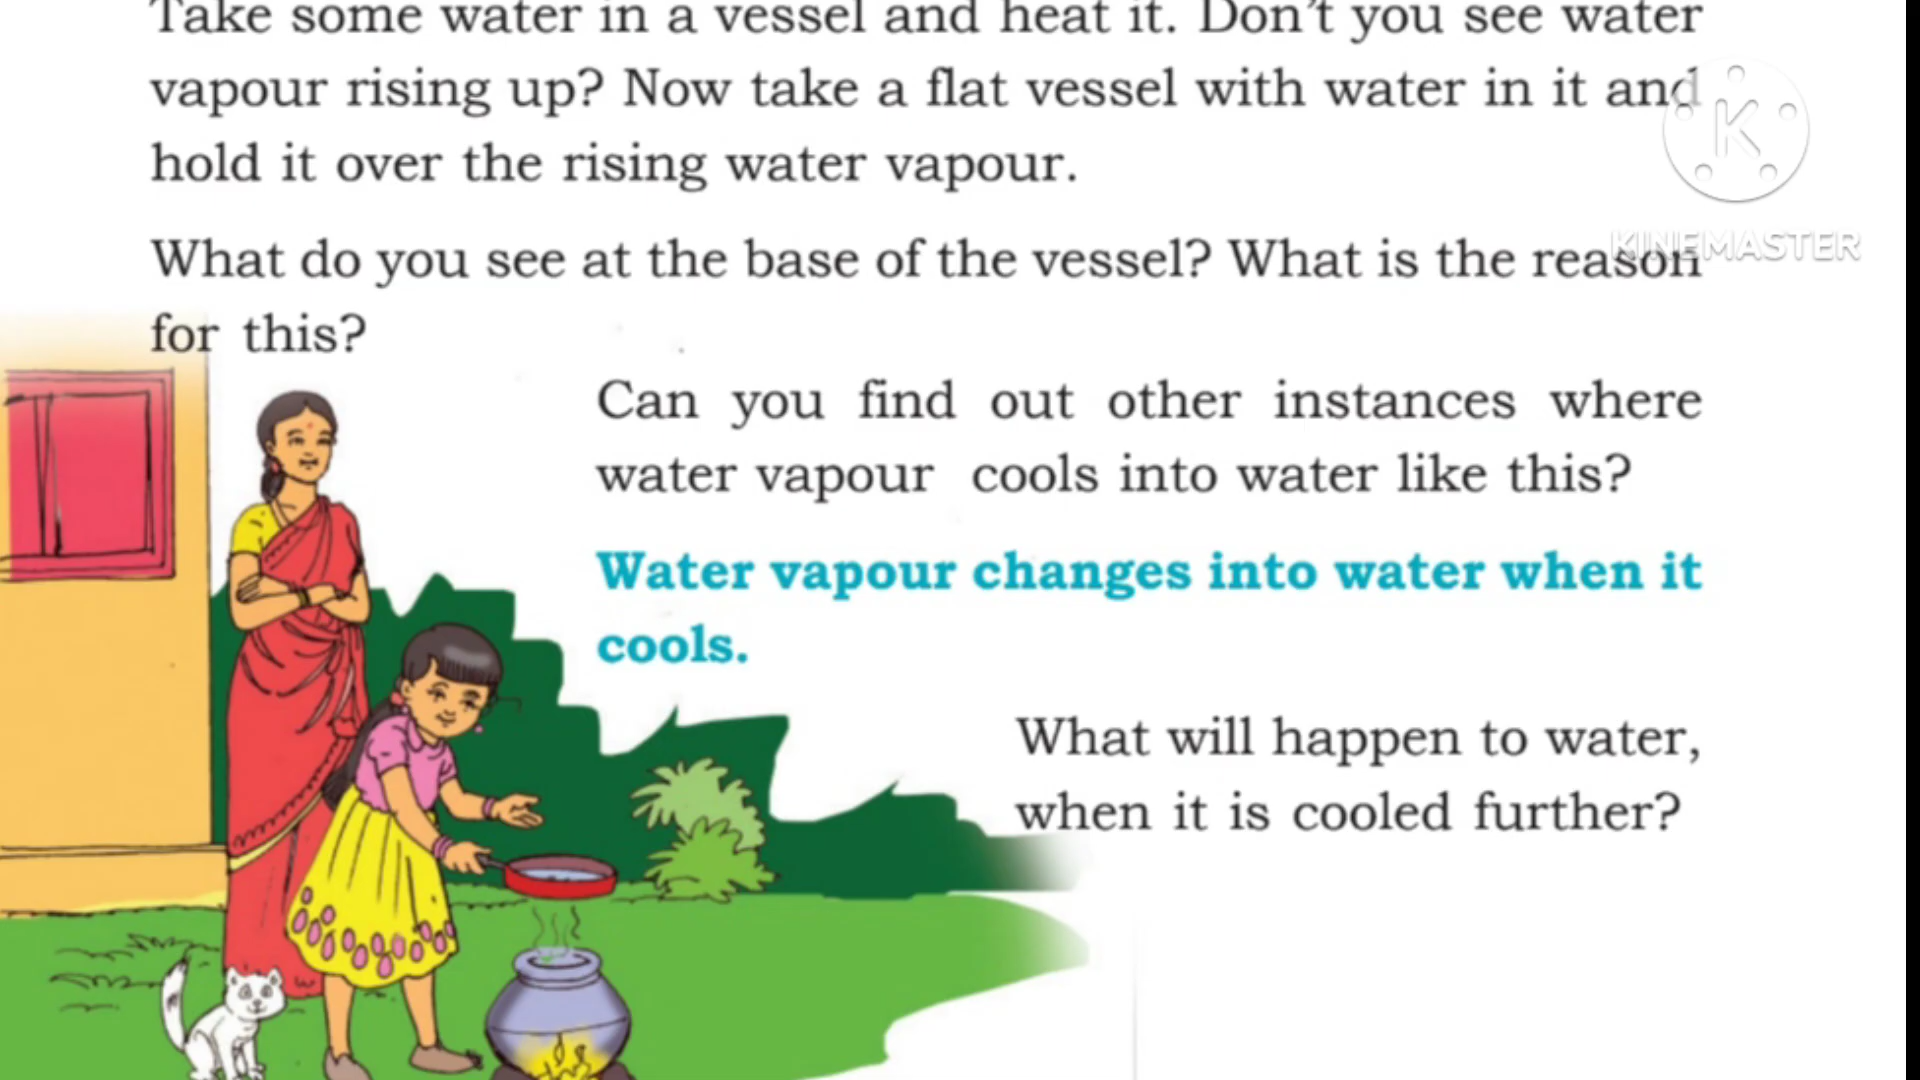 Take some water in a vessel and heat it. Don't you see water
vapour rising up? Now take a flat vessel with water in it and
hold it over the rising water vapour.
What do you see at the base of the vessel? What is the reason
for this?
Can you find out other instances where
water vapour cools into water like this?
Water vapour changes into water when it
cools.
What will happen to water,
when it is cooled further?
K
KINEMASTER